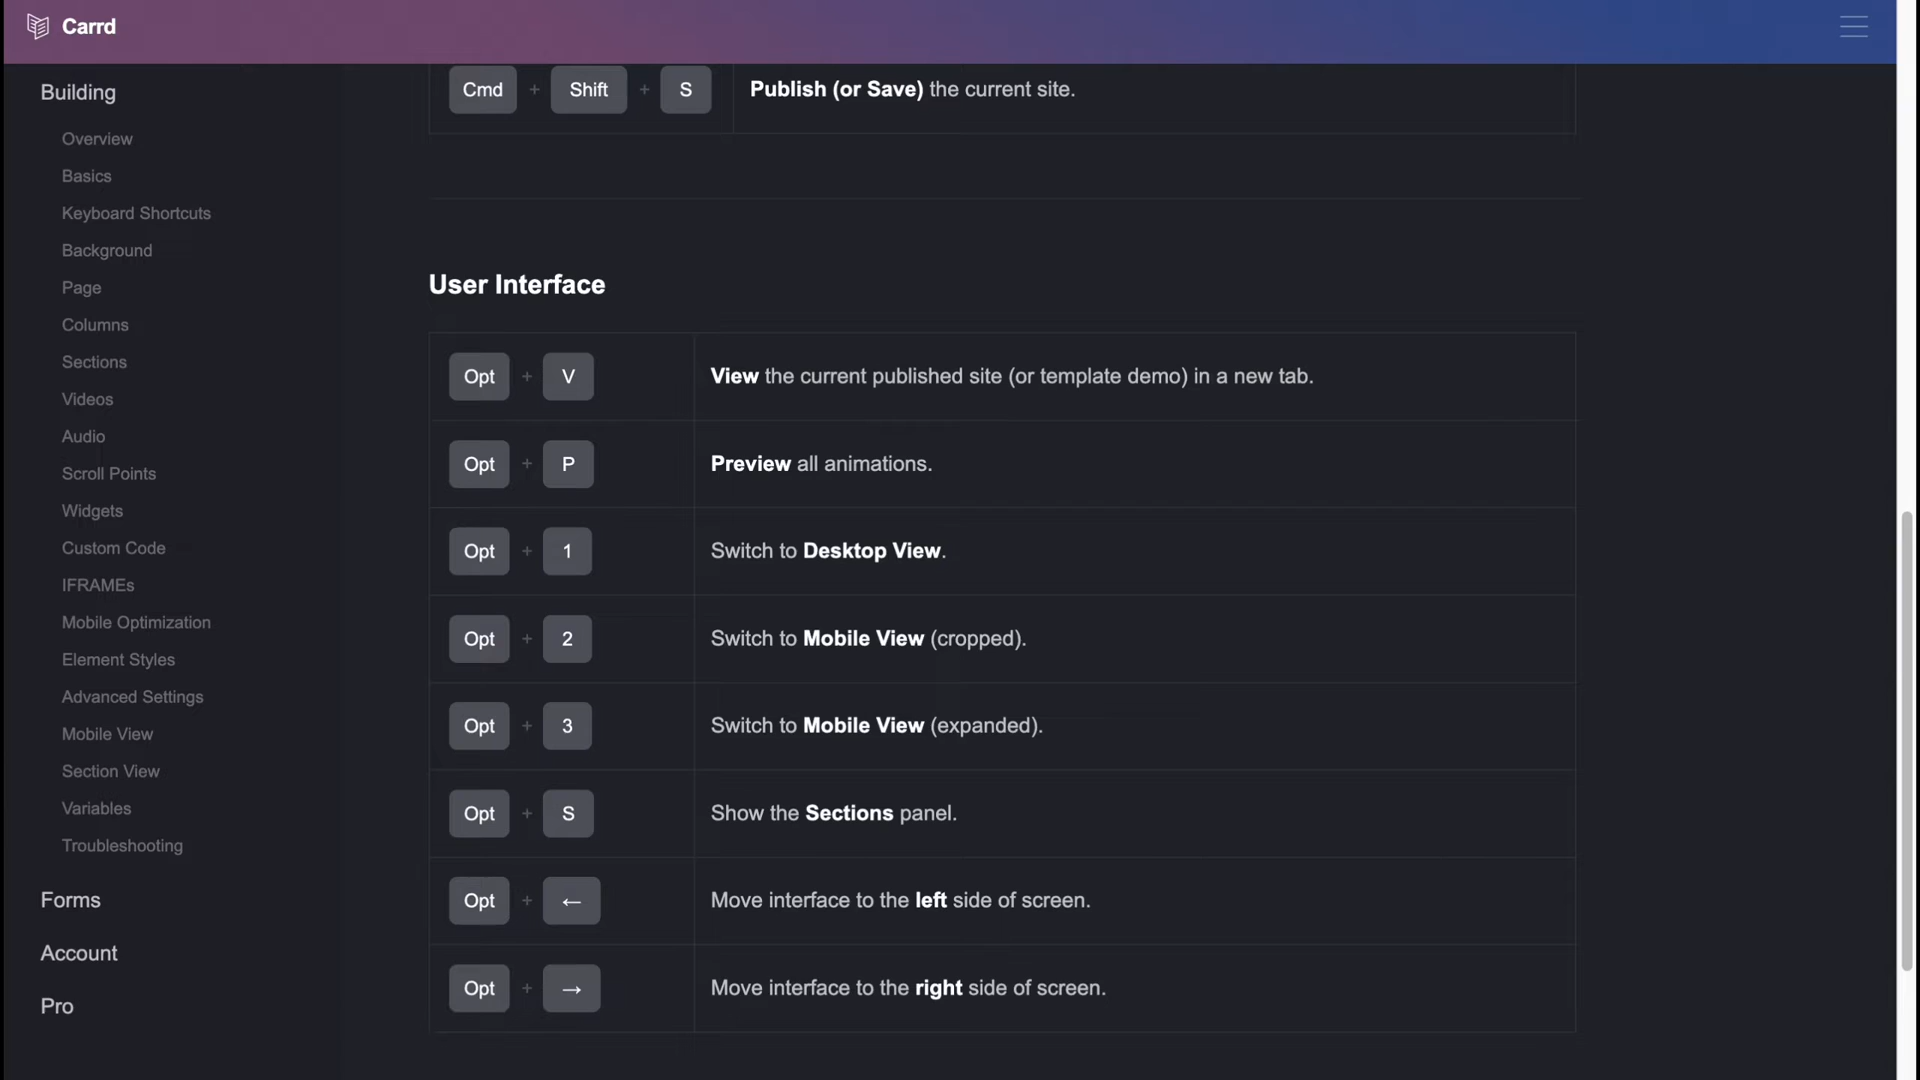 Carrd
Building
Overview
Basics
Keyboard Shortcuts
Background
Page
Columns
Sections
Videos
Audio
Scroll Points
Widgets
Custom Code
IFRAMEs
Mobile Optimization
Element Styles
Advanced Settings
Mobile View
Section View
Variables
Troubleshooting
Forms
Account
Pro
Cmd + Shift + S Publish (or Save) the current site.
User Interface
Opt + V View the current published site (or template demo) in a new tab.
Opt + P Preview all animations.
Opt + 1 Switch to Desktop View.
Opt + 2 Switch to Mobile View (cropped).
Opt + 3 Switch to Mobile View (expanded).
Opt + S Show the Sections panel.
Opt + ← Move interface to the left side of screen.
Opt + → Move interface to the right side of screen.